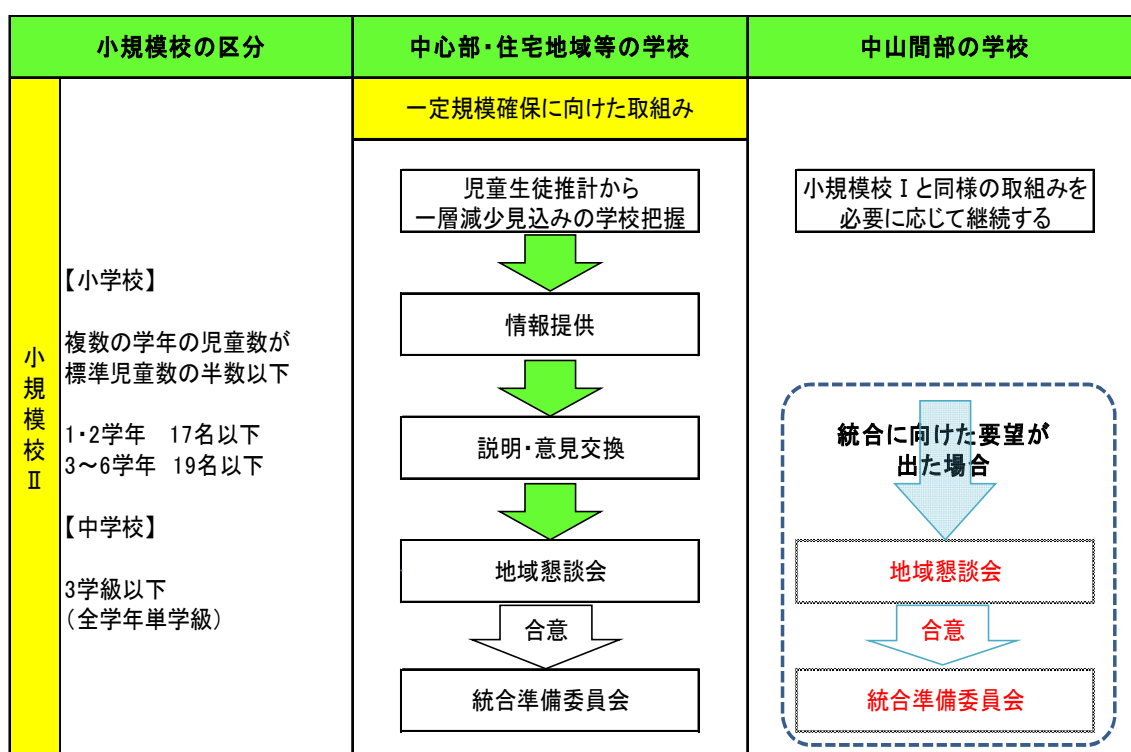 小規模校の区分
中心部・住宅地域等の学校
中山間部の学校
小規模校Ⅱ
【小学校】
複数の学年の児童数が
標準児童数の半数以下
1・2学年　17名以下
3～6学年　19名以下
【中学校】
3学級以下
(全学年単学級)
一定規模確保に向けた取組み
児童生徒推計から
一層減少見込みの学校把握
情報提供
説明・意見交換
地域懇談会
合意
統合準備委員会
小規模校Ⅰと同様の取組みを
必要に応じて継続する
統合に向けた要望が
出た場合
地域懇談会
合意
統合準備委員会